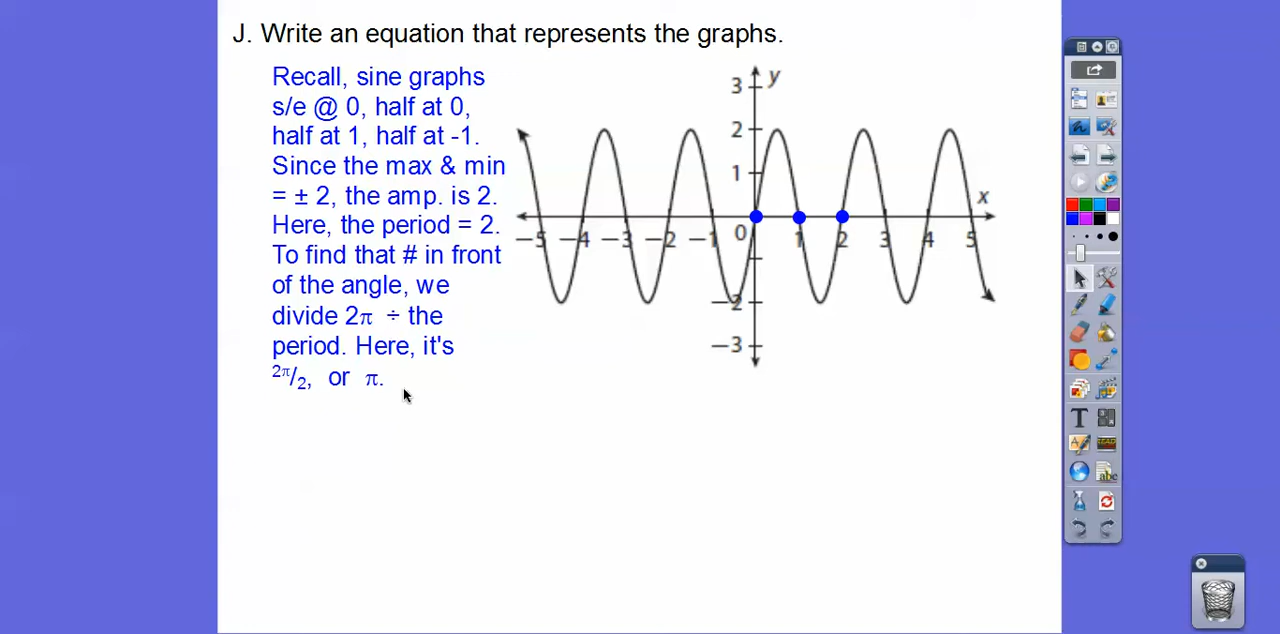 J. Write an equation that represents the graphs.
Recall, sine graphs
s/e @ 0, half at 0,
half at 1, half at -1.
Since the max & min
= ± 2, the amp. is 2.
Here, the period = 2.
To find that # in front
of the angle, we
divide 2π ÷ the
period. Here, it's
2π/2, or π.
3 y
2
1
x
−5 −4 −3 −2 −1 0 1 2 3 4 5
−2
−3
T
abc